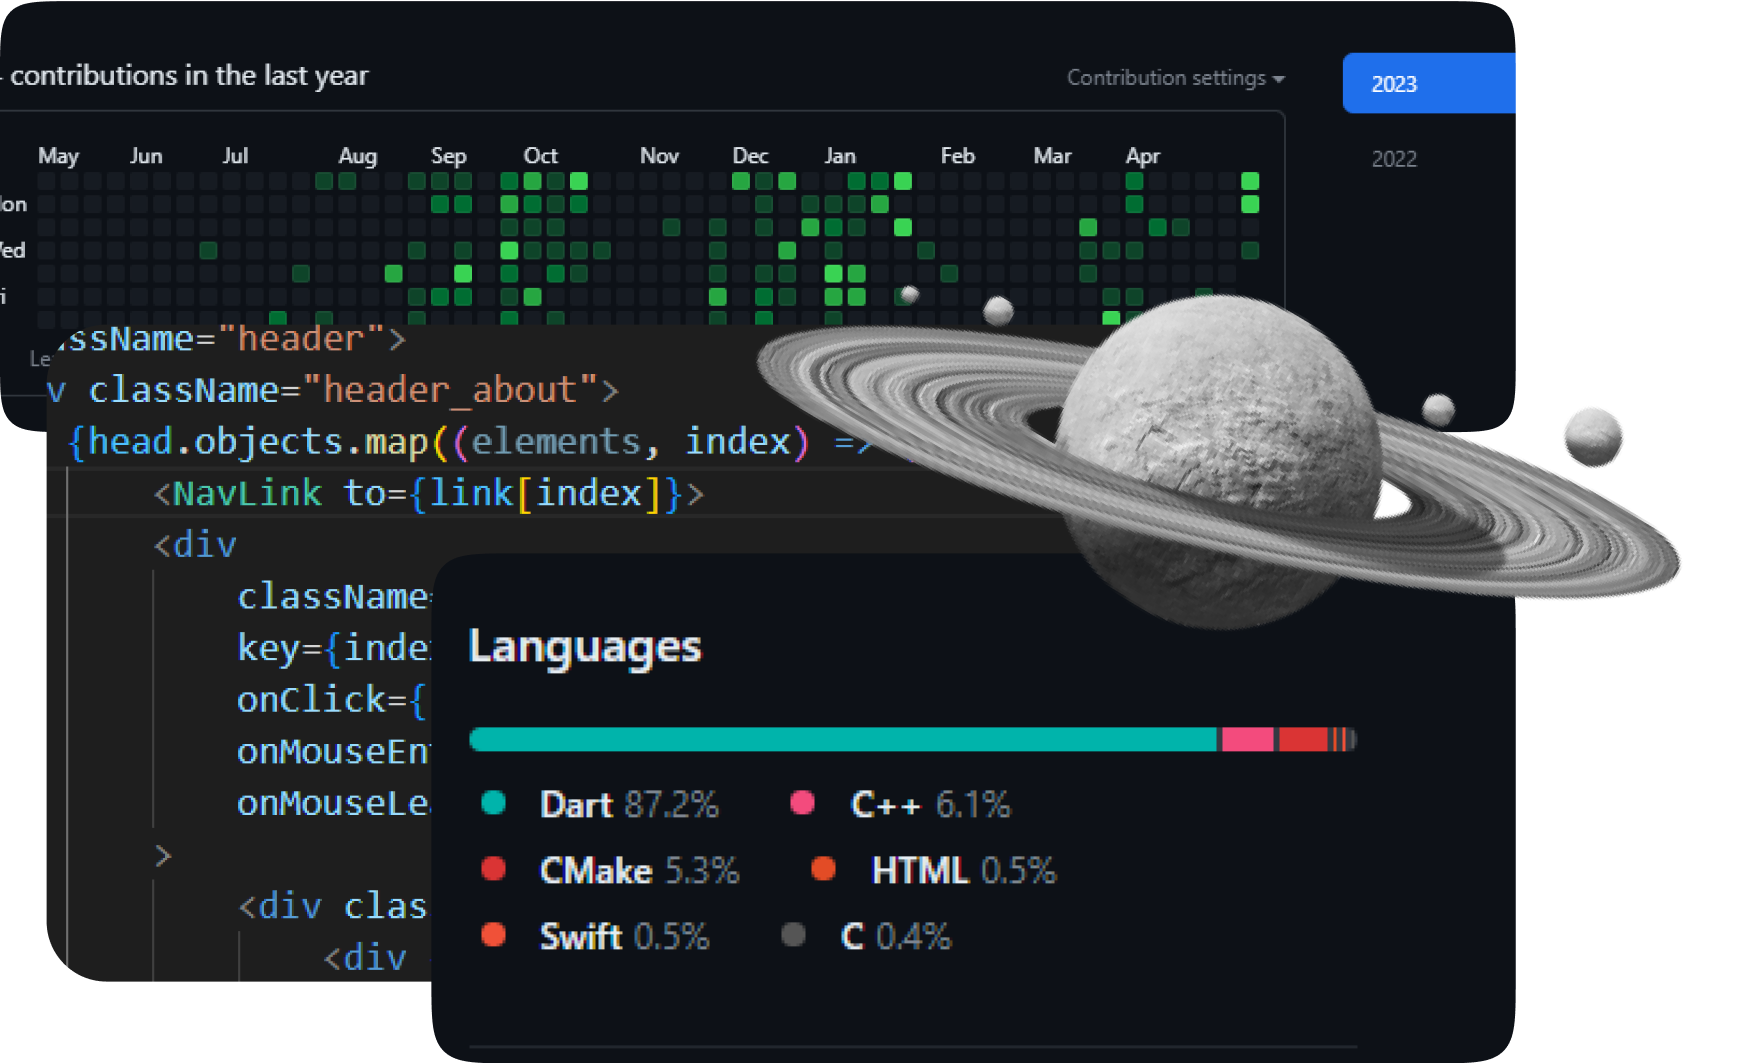 contributions in the last year
Contribution settings
2023
2022
May Jun Jul Aug Sep Oct Nov Dec Jan Feb Mar Apr
on
ed
i
Le
ssName="header">
v className="header_about">
{head.objects.map((elements, index) =>
<NavLink to={link[index]}>
<div
className=
key={inde
onClick={
onMouseEn
onMouseLe
>
<div clas
<div
Languages
Dart 87.2% C++ 6.1%
CMake 5.3% HTML 0.5%
Swift 0.5% C 0.4%